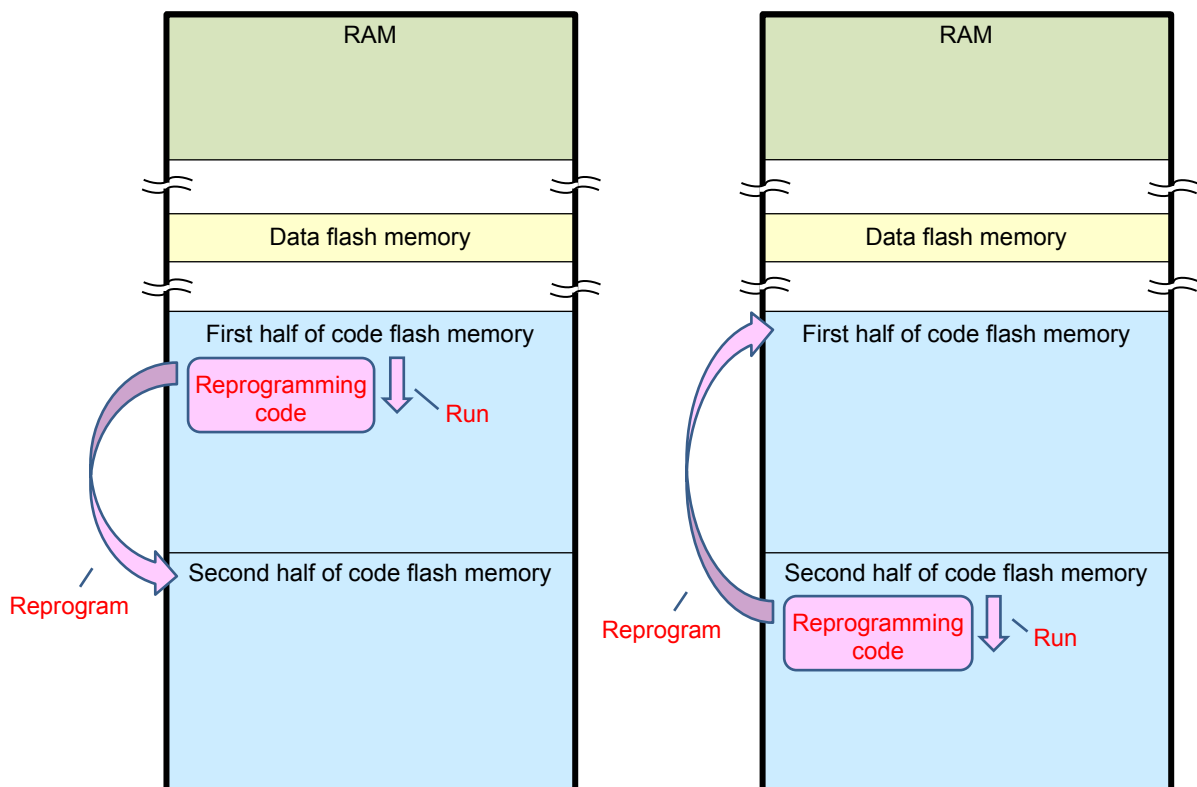 RAM
Data flash memory
First half of code flash memory
Reprogramming
code
Run
Second half of code flash memory
Reprogram
RAM
Data flash memory
First half of code flash memory
Second half of code flash memory
Reprogramming
code
Run
Reprogram